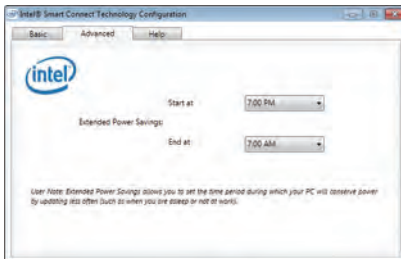 Intel® Smart Connect Technology Configuration
Basic Advanced Help
intel
Start at 7:00 PM
Extended Power Savings:
End at 7:00 AM
User Note: Extended Power Savings allows you to set the time period during which your PC will conserve power
by updating less often (such as when you are asleep or not at work).